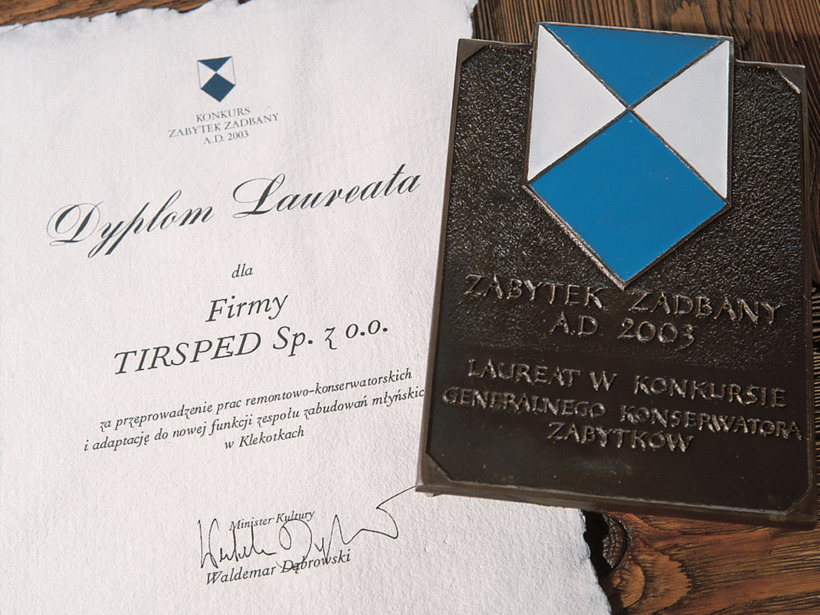 KONKURS
ZABYTEK ZADBANY
A.D. 2003
Dyplom Laureata
dla
Firmy
TIRSPED Sp. z o.o.
za przeprowadzenie prac remontowo-konserwatorskich
i adaptację do nowej funkcji zespołu zabudowań młyńskic
w Klekotkach
Minister Kultury
Waldemar Dąbrowski
ZABYTEK ZADBANY
A.D. 2003
LAUREAT W KONKURSIE
GENERALNEGO KONSERWATORA
ZABYTKÓW